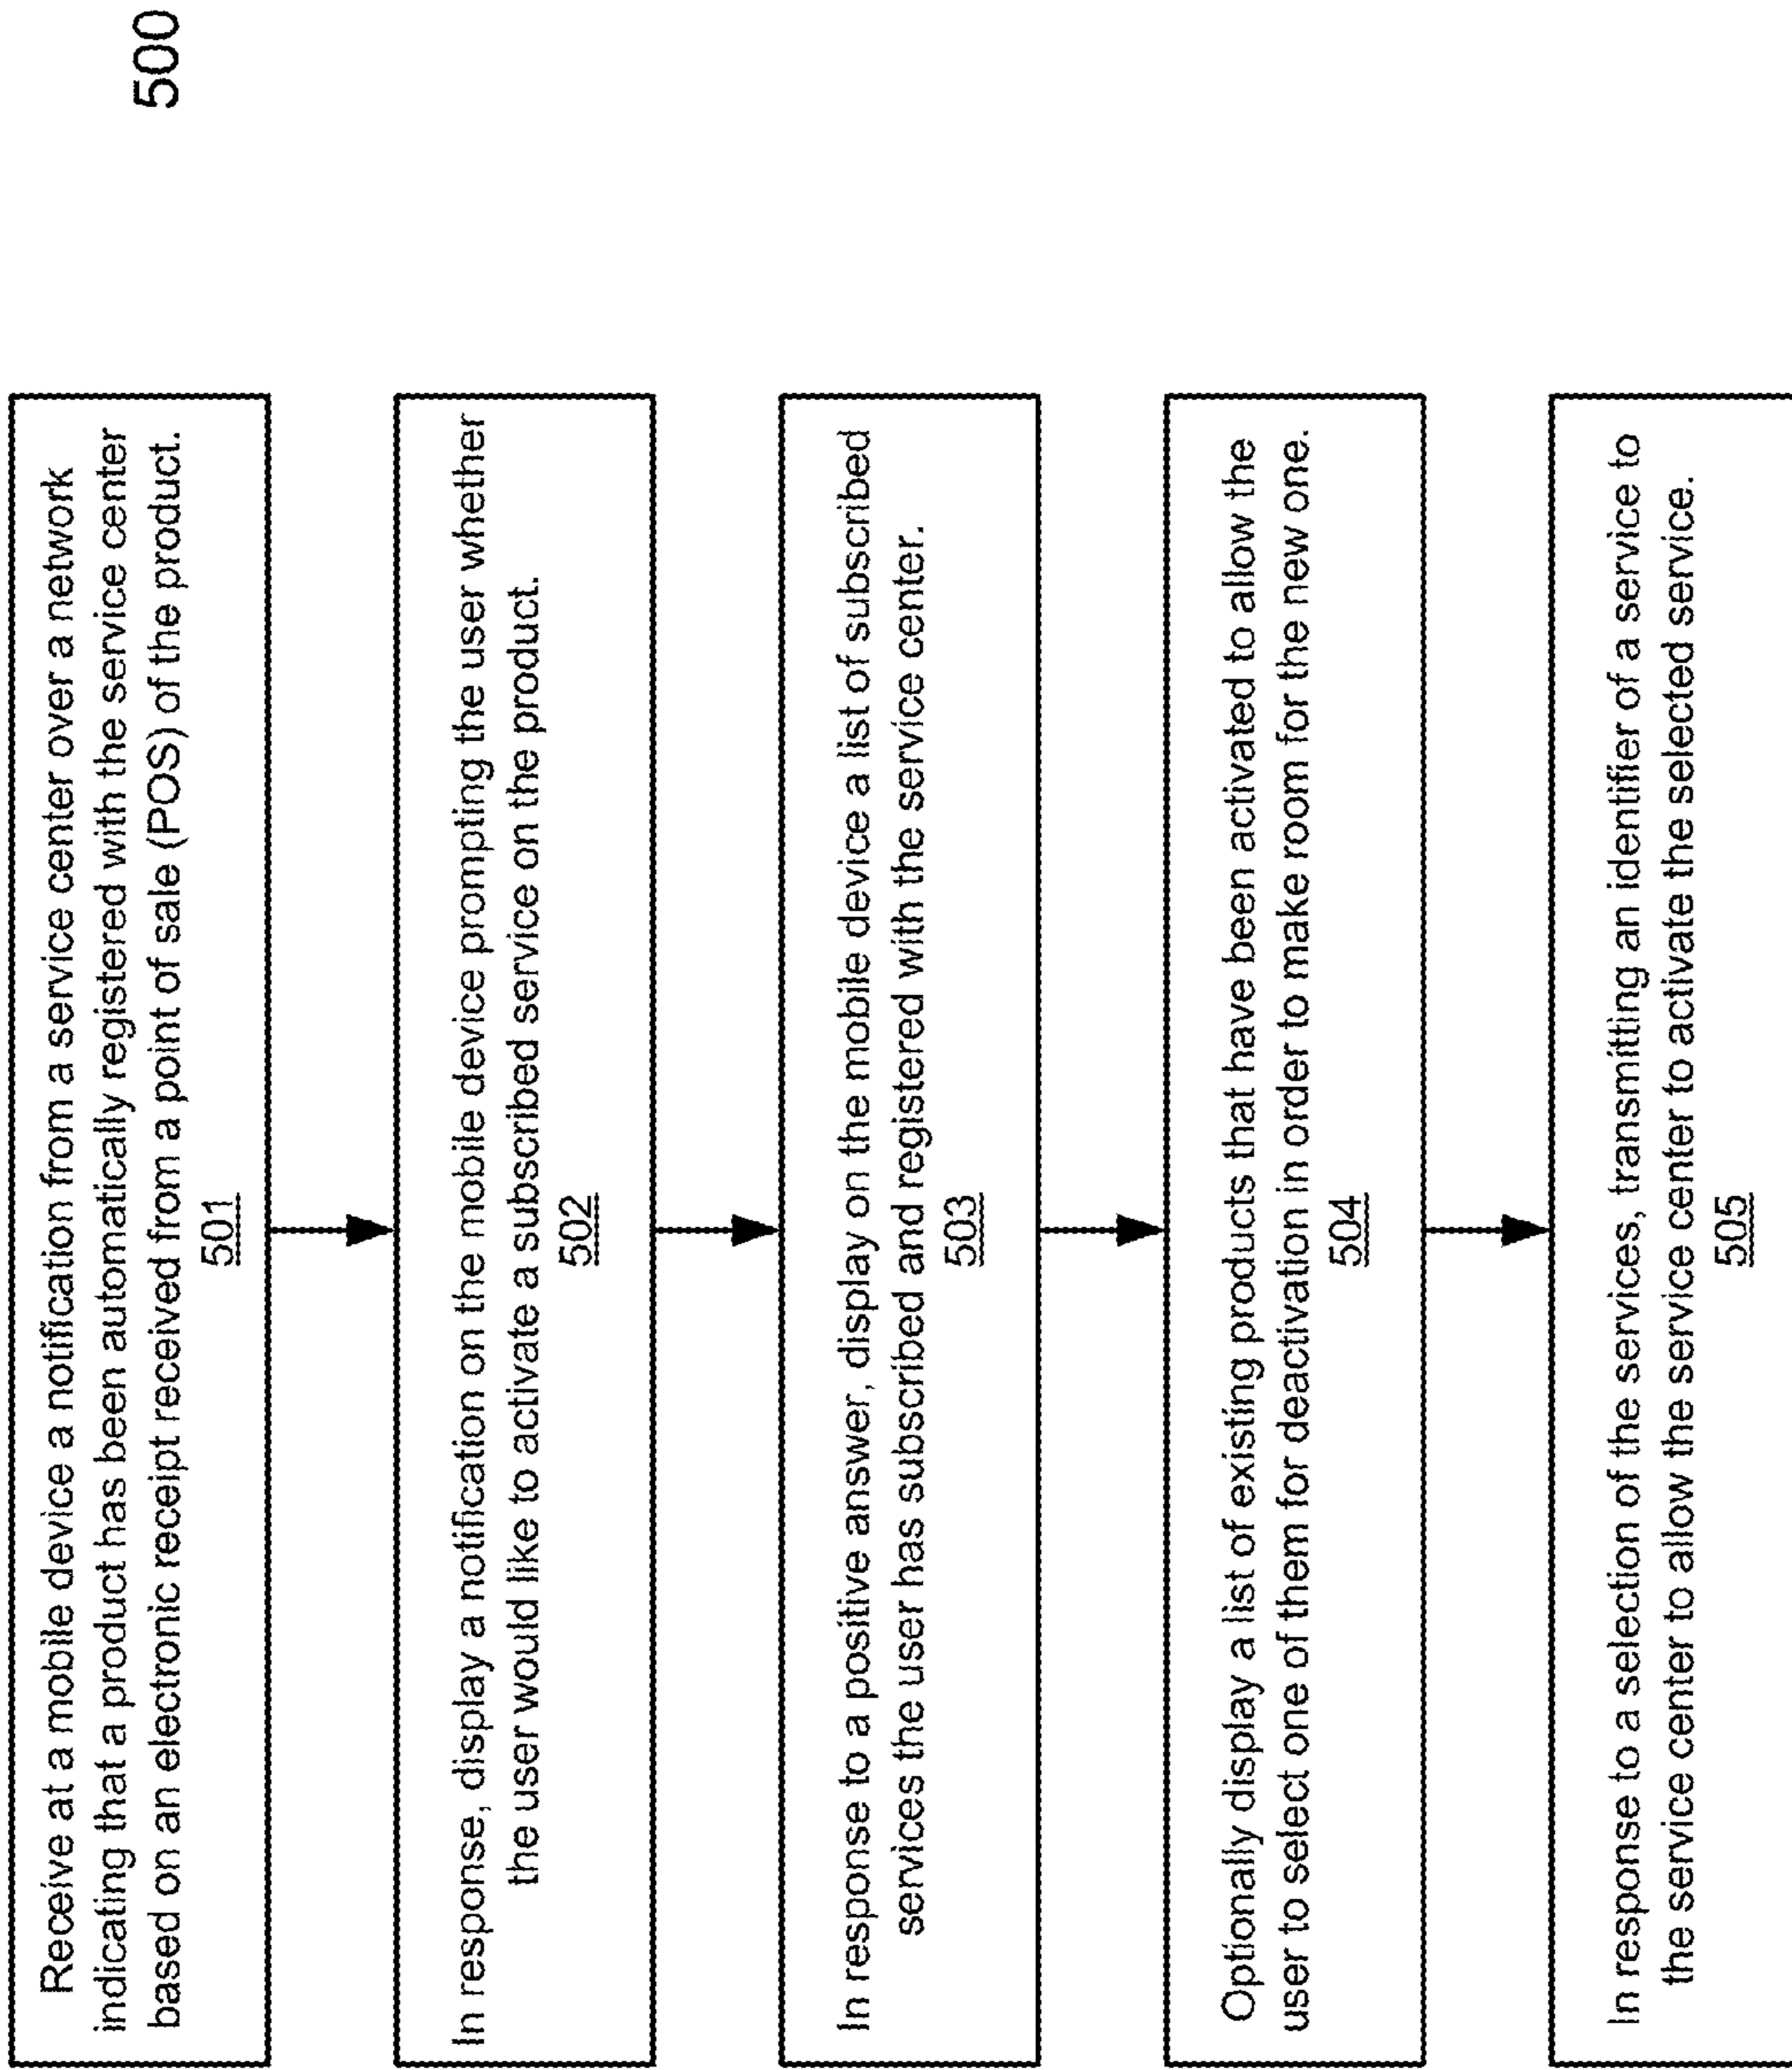 500
Receive at a mobile device a notification from a service center over a network
indicating that a product has been automatically registered with the service center
based on an electronic receipt received from a point of sale (POS) of the product.
501
In response, display a notification on the mobile device prompting the user whether
the user would like to activate a subscribed service on the product.
502
In response to a positive answer, display on the mobile device a list of subscribed
services the user has subscribed and registered with the service center.
503
Optionally display a list of existing products that have been activated to allow the
user to select one of them for deactivation in order to make room for the new one.
504
In response to a selection of the services, transmitting an identifier of a service to
the service center to allow the service center to activate the selected service.
505